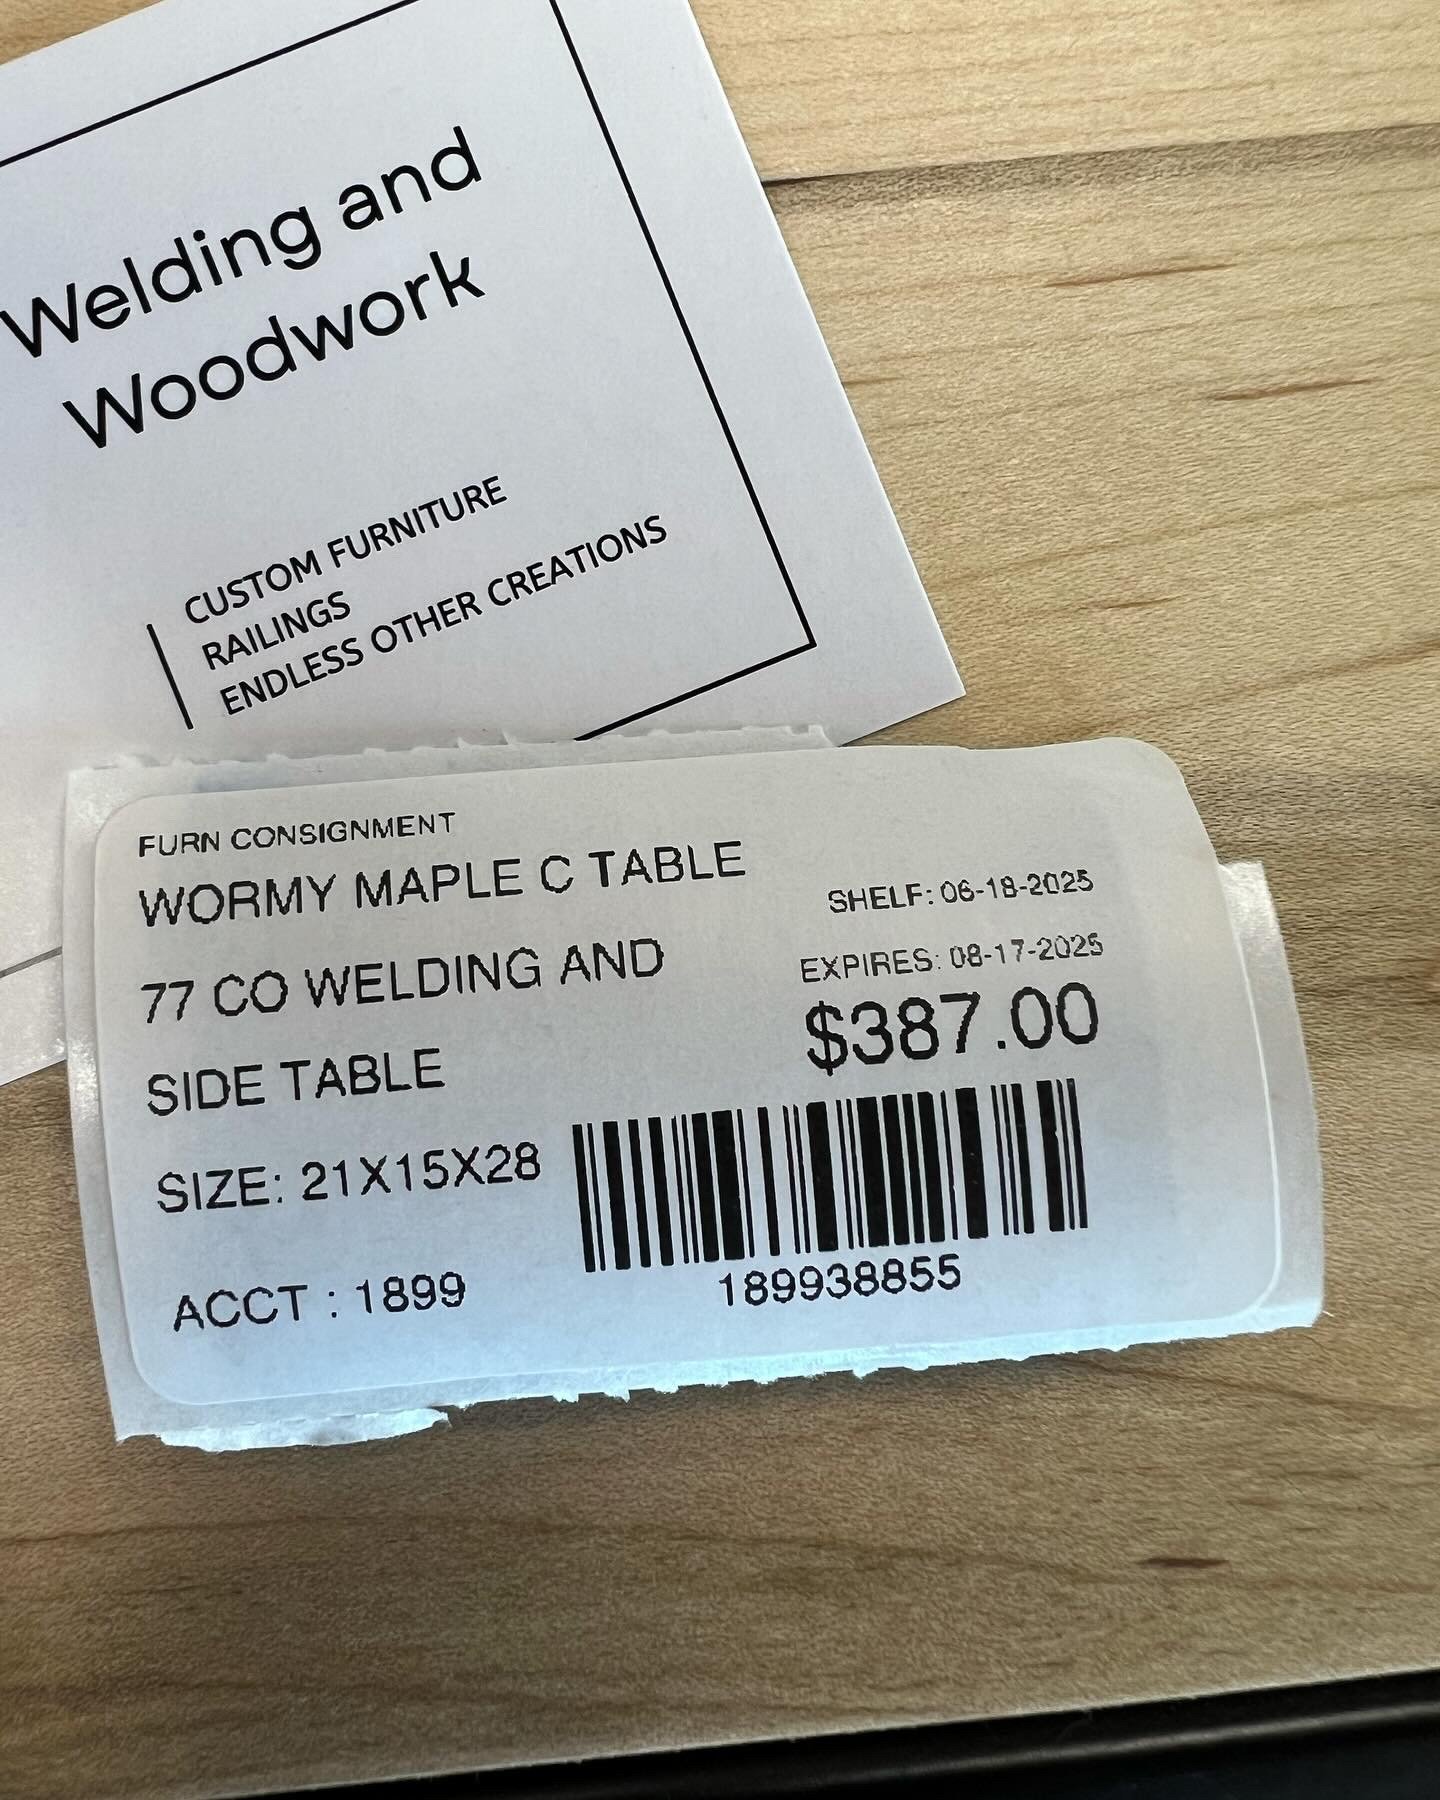 Welding and
Woodwork
CUSTOM FURNITURE
RAILINGS
ENDLESS OTHER CREATIONS
FURN CONSIGNMENT
WORMY MAPLE C TABLE
77 CO WELDING AND
SIDE TABLE
SIZE: 21X15X28
ACCT : 1899
SHELF: 06-18-2025
EXPIRES: 08-17-2025
$387.00
189938855